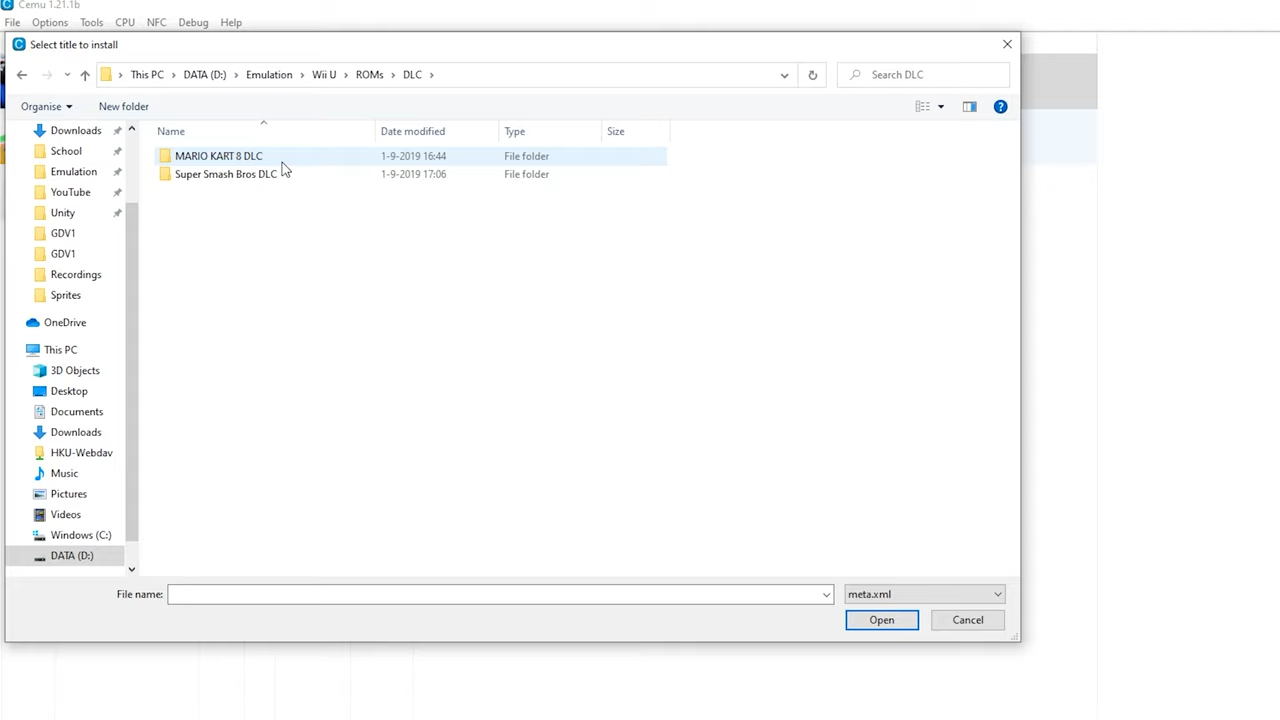 Cemu 1.21.1b
File Options Tools CPU NFC Debug Help
Select title to install
This PC DATA (D:) Emulation Wii U ROMs DLC
Search DLC
Organise New folder
Name Date modified Type Size
MARIO KART 8 DLC 1-9-2019 16:44 File folder
Super Smash Bros DLC 1-9-2019 17:06 File folder
Downloads
School
Emulation
YouTube
Unity
GDV1
GDV1
Recordings
Sprites
OneDrive
This PC
3D Objects
Desktop
Documents
Downloads
HKU-Webdav
Music
Pictures
Videos
Windows (C:)
DATA (D:)
File name:
meta.xml
Open Cancel